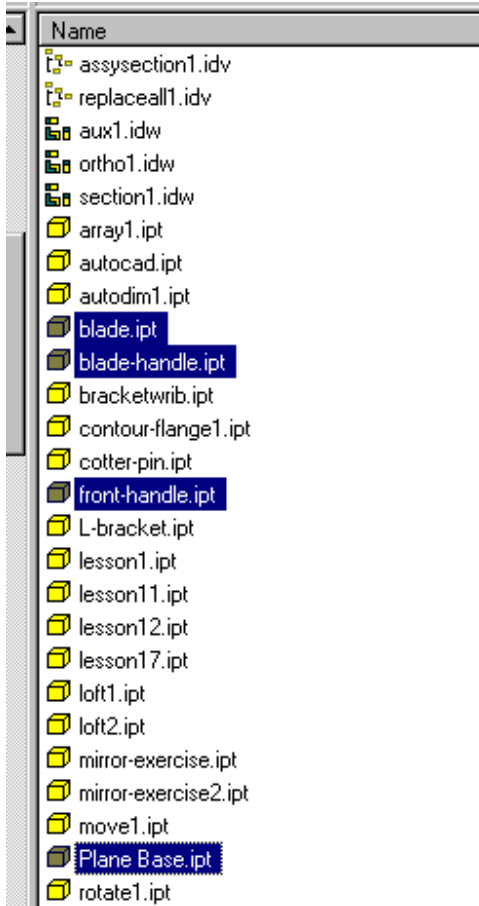 Name
assysection1.idv
replaceall1.idv
aux1.idw
ortho1.idw
section1.idw
array1.ipt
autocad.ipt
autodim1.ipt
blade.ipt
blade-handle.ipt
bracketwrib.ipt
contour-flange1.ipt
cotter-pin.ipt
front-handle.ipt
L-bracket.ipt
lesson1.ipt
lesson11.ipt
lesson12.ipt
lesson17.ipt
loft1.ipt
loft2.ipt
mirror-exercise.ipt
mirror-exercise2.ipt
move1.ipt
Plane Base.ipt
rotate1.ipt